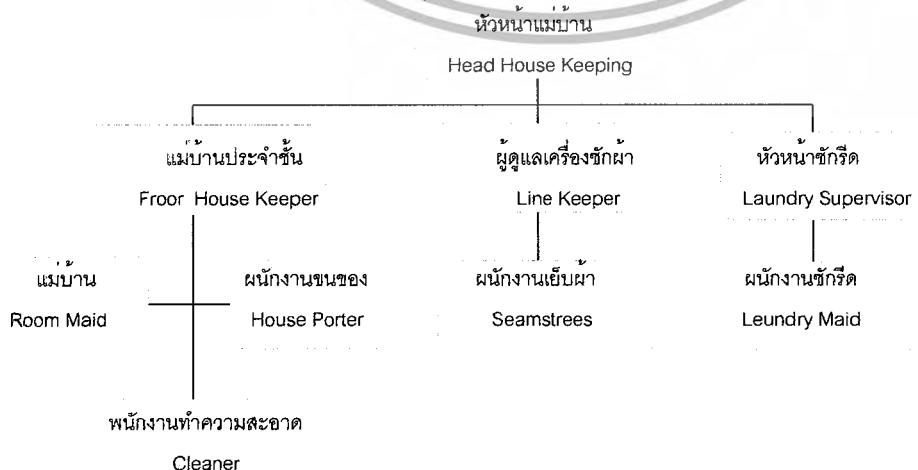 หัวหน้าแม่บ้าน
Head House Keeping
แม่บ้านประจำชั้น
Froor House Keeper
ผู้ดูแลเครื่องซักผ้า
Line Keeper
หัวหน้าซักรีด
Laundry Supervisor
แม่บ้าน
Room Maid
ผนักงานขนของ
House Porter
ผนักงานเย็บผ้า
Seamstrees
ผนักงานซักรีด
Leundry Maid
พนักงานทำความสะอาด
Cleaner